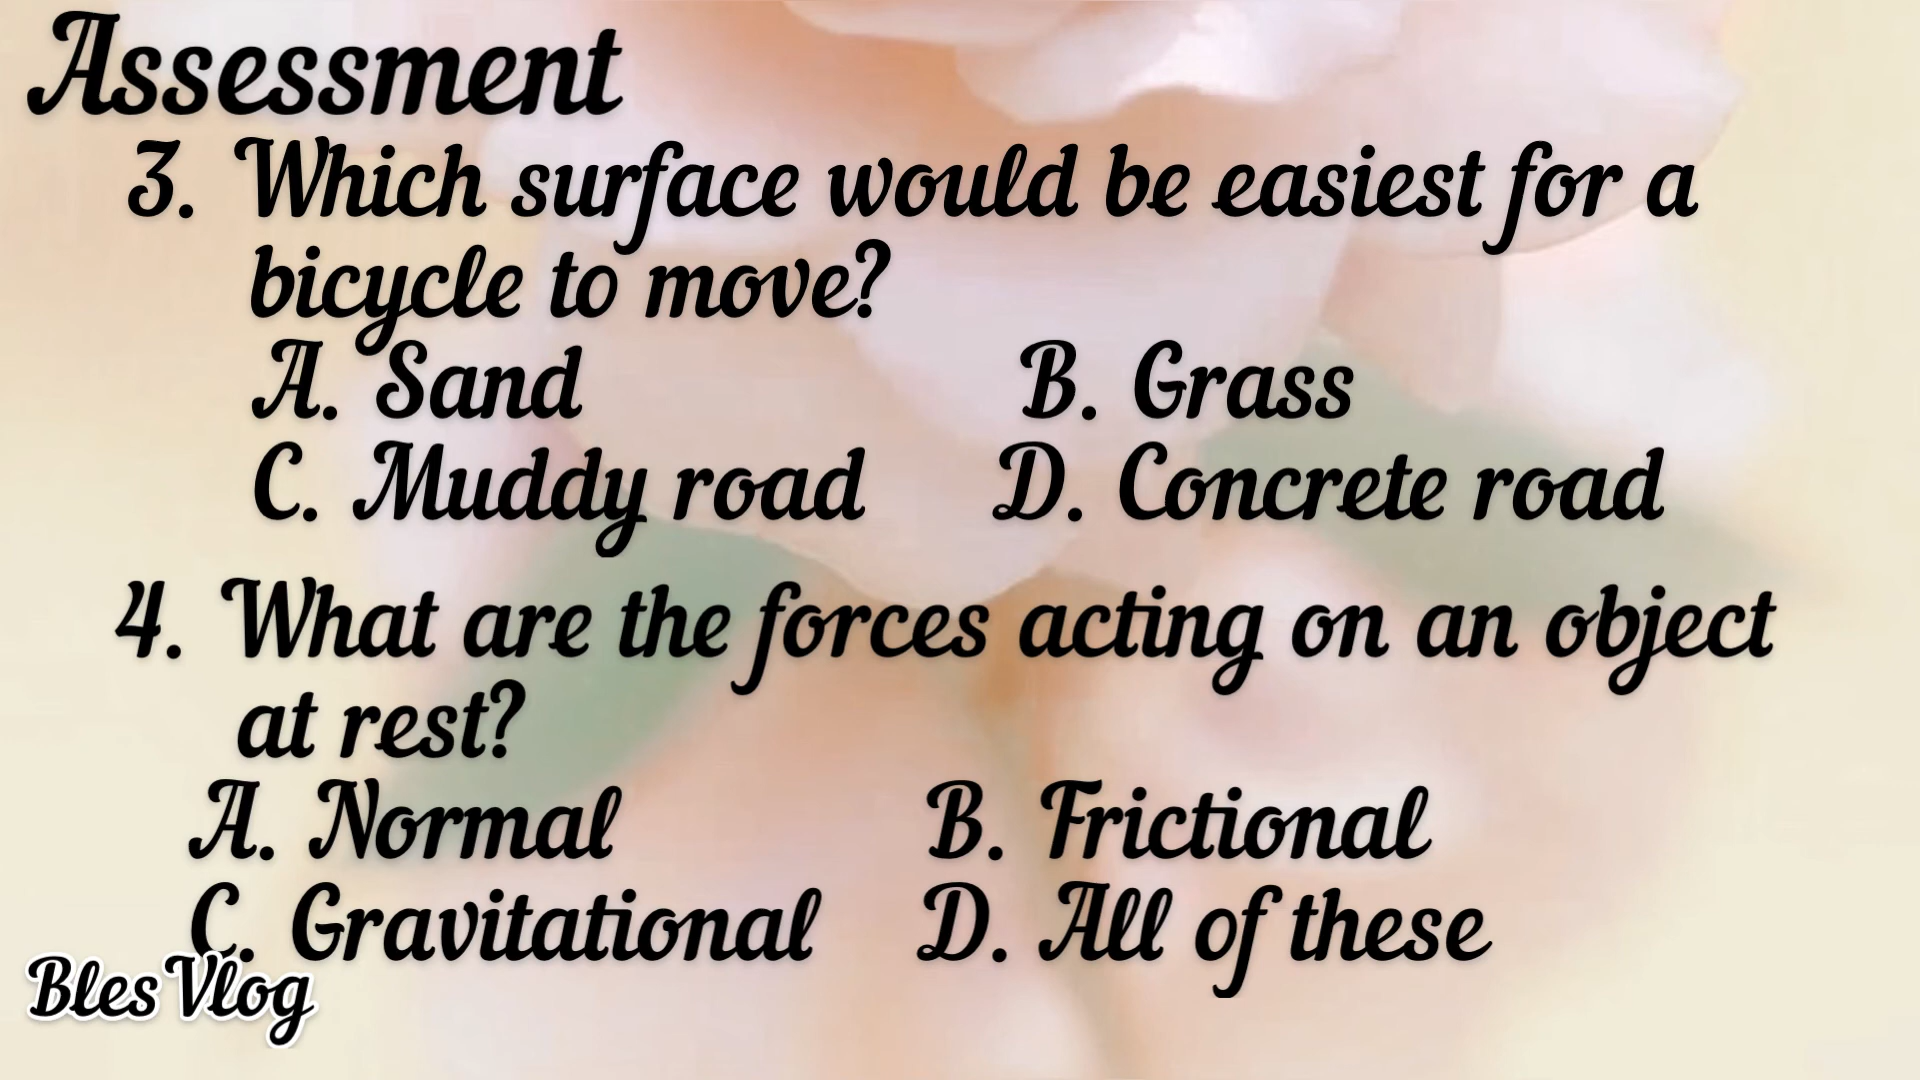 Assessment
3. Which surface would be easiest for a
bicycle to move?
A. Sand B. Grass
C. Muddy road D. Concrete road
4. What are the forces acting on an object
at rest?
A. Normal B. Frictional
C. Gravitational D. All of these
Bles Vlog